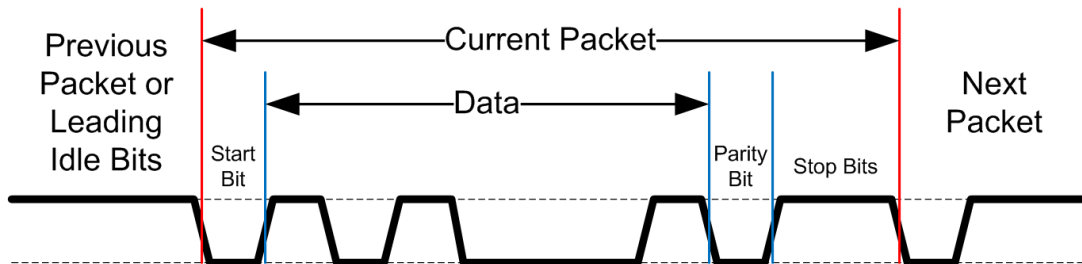 Previous
Packet or
Leading
Idle Bits
Current Packet
Data
Start
Bit
Parity
Bit
Stop Bits
Next
Packet